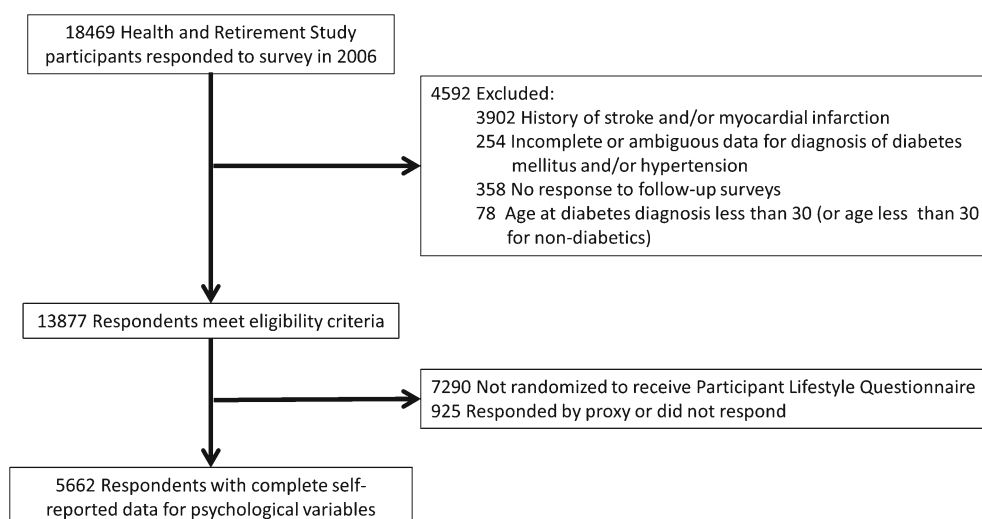 18469 Health and Retirement Study
participants responded to survey in 2006
4592 Excluded:
3902 History of stroke and/or myocardial infarction
254 Incomplete or ambiguous data for diagnosis of diabetes
mellitus and/or hypertension
358 No response to follow-up surveys
78 Age at diabetes diagnosis less than 30 (or age less than 30
for non-diabetics)
13877 Respondents meet eligibility criteria
7290 Not randomized to receive Participant Lifestyle Questionnaire
925 Responded by proxy or did not respond
5662 Respondents with complete self-
reported data for psychological variables